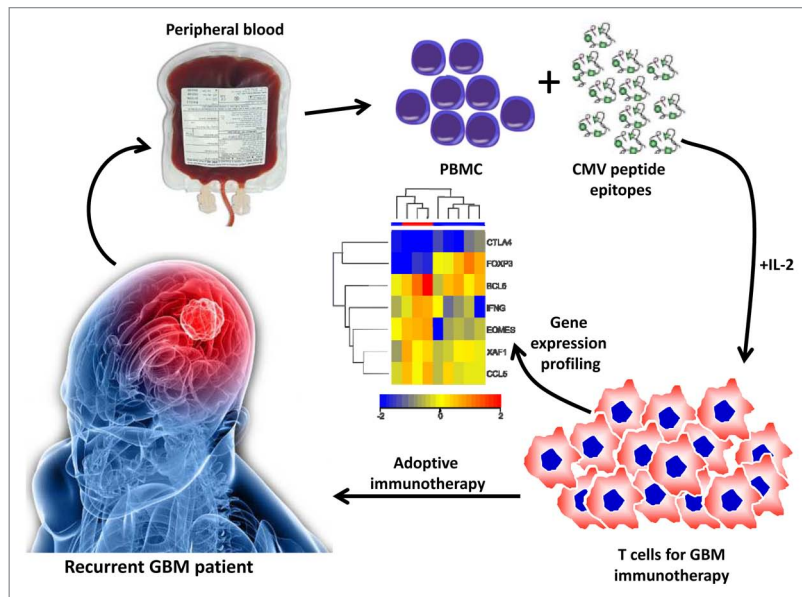 Peripheral blood
PBMC
CMV peptide
epitopes
+
+IL-2
CTLA4
FOXP3
BCL6
IFNG
EOMES
XAF1
CCL5
-2
0
2
Gene
expression
profiling
Adoptive
immunotherapy
Recurrent GBM patient
T cells for GBM
immunotherapy